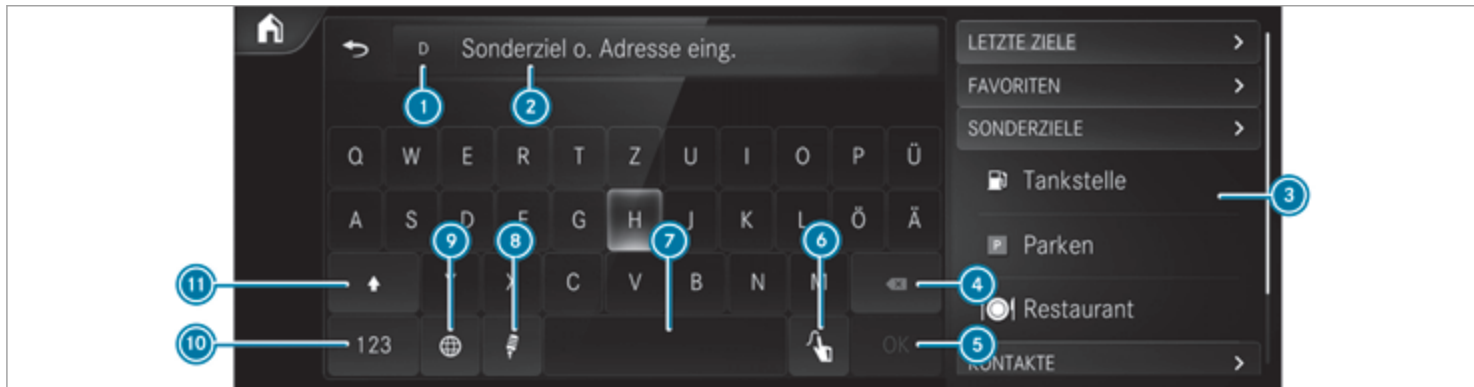 D Sonderziel o. Adresse eing.
LETZTE ZIELE
1 2
FAVORITEN
SONDERZIELE
Q W E R T Z U I O P Ü
Tankstelle
3
A S D F G H J K L Ö Ä
9 8 7 6
Parken
11 Y X C V B N M 4
Restaurant
10 123 OK 5
KONTAKTE